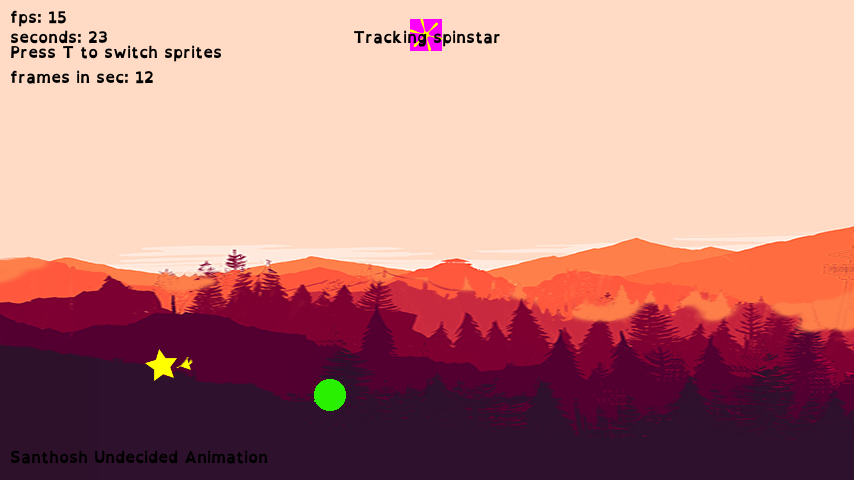 fps: 15
seconds: 23
Press T to switch sprites
frames in sec: 12
Tracking spinstar
Santhosh Undecided Animation